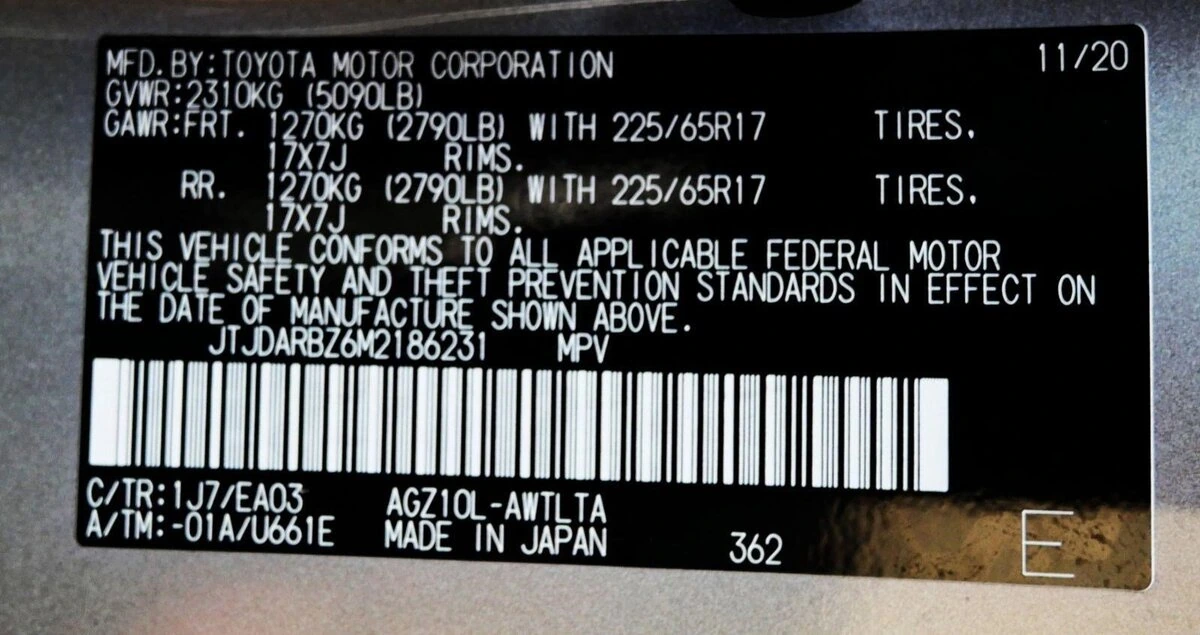 MFD.BY:TOYOTA MOTOR CORPORATION 11/20
GVWR:2310KG (5090LB)
GAWR:FRT. 1270KG (2790LB) WITH 225/65R17 TIRES.
17X7J RIMS.
RR. 1270KG (2790LB) WITH 225/65R17 TIRES.
17X7J RIMS.
THIS VEHICLE CONFORMS TO ALL APPLICABLE FEDERAL MOTOR
VEHICLE SAFETY AND THEFT PREVENTION STANDARDS IN EFFECT ON
THE DATE OF MANUFACTURE SHOWN ABOVE.
JTJDARBZ6M2186231 MPV
C/TR:1J7/EA03 AGZ10L-AWTLTA
A/TM:-01A/U661E MADE IN JAPAN 362 E